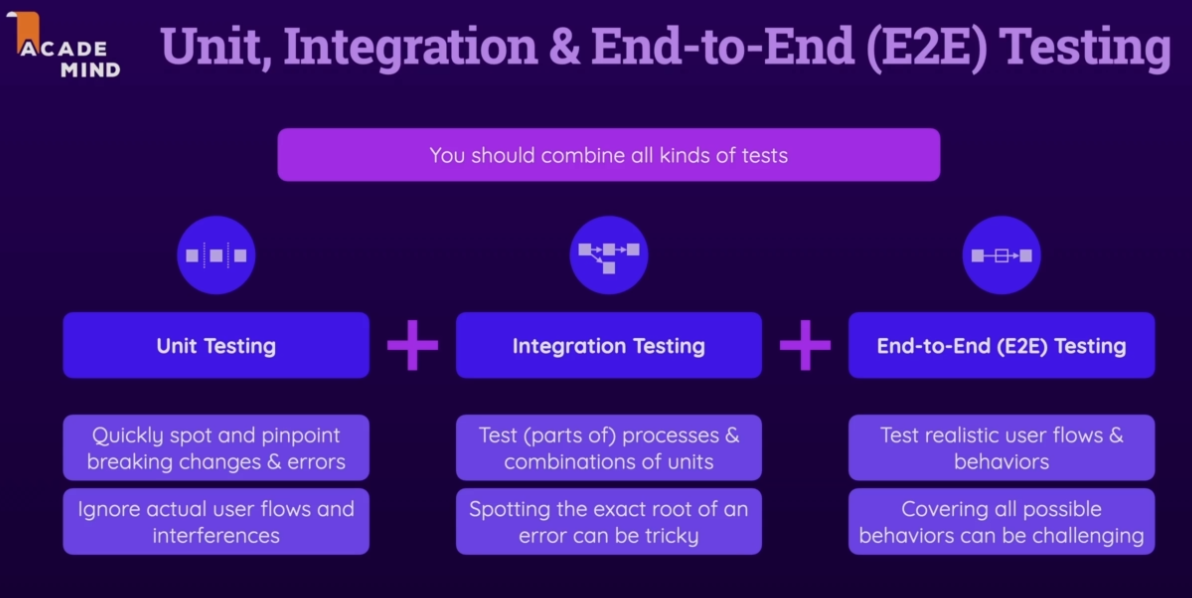 ACADE
MIND
Unit, Integration & End-to-End (E2E) Testing
You should combine all kinds of tests
Unit Testing
Integration Testing
End-to-End (E2E) Testing
Quickly spot and pinpoint
breaking changes & errors
Test (parts of) processes &
combinations of units
Test realistic user flows &
behaviors
Ignore actual user flows and
interferences
Spotting the exact root of an
error can be tricky
Covering all possible
behaviors can be challenging